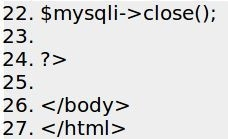 22. $mysqli->close();
23.
24. ?>
25.
26. </body>
27. </html>